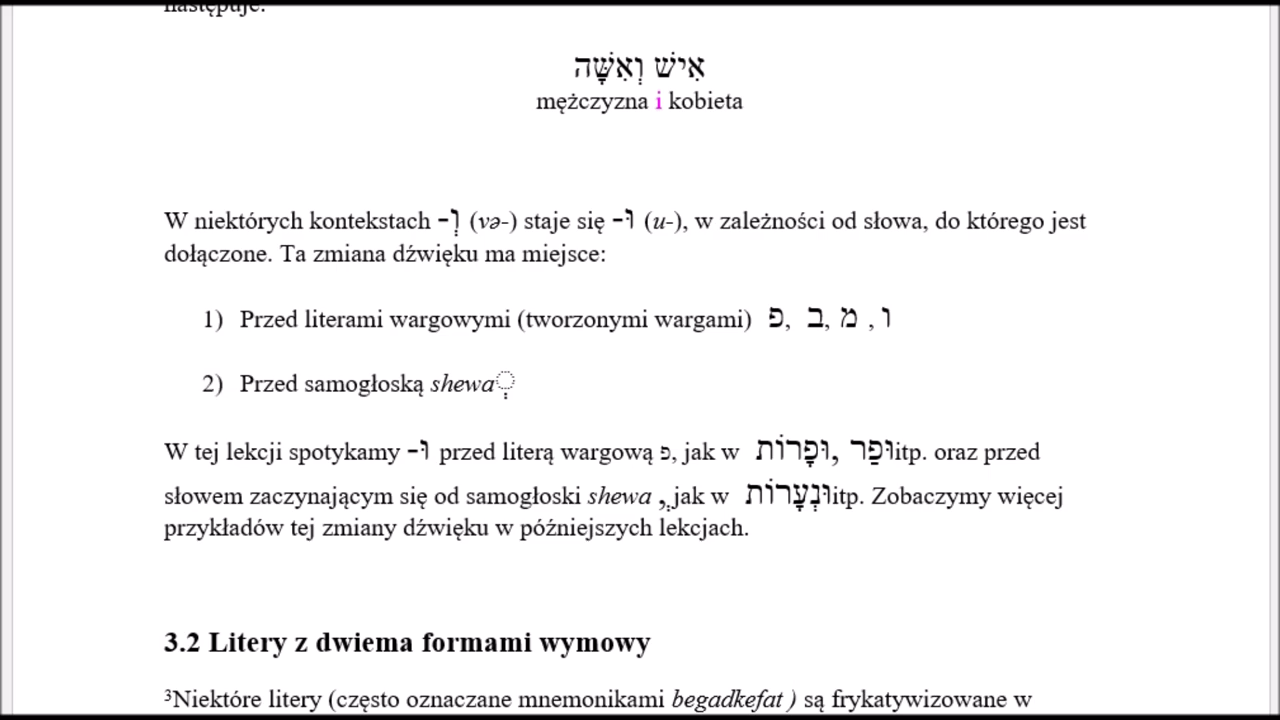 następuje:
אִישׁ וְאִשָּׁה
mężczyzna i kobieta
W niektórych kontekstach וְ- (və-) staje się וּ- (u-), w zależności od słowa, do którego jest
dołączone. Ta zmiana dźwięku ma miejsce:
1) Przed literami wargowymi (tworzonymi wargami) פ, ב, מ , ו
2) Przed samogłoską shewa ְ
W tej lekcji spotykamy וּ- przed literą wargową פ, jak w וּפָרוֹת, וּפַר itp. oraz przed
słowem zaczynającym się od samogłoski shewa ְ, jak w וּנְעָרוֹת itp. Zobaczymy więcej
przykładów tej zmiany dźwięku w późniejszych lekcjach.
3.2 Litery z dwiema formami wymowy
³Niektóre litery (często oznaczane mnemonikami begadkefat ) są frykatywizowane w